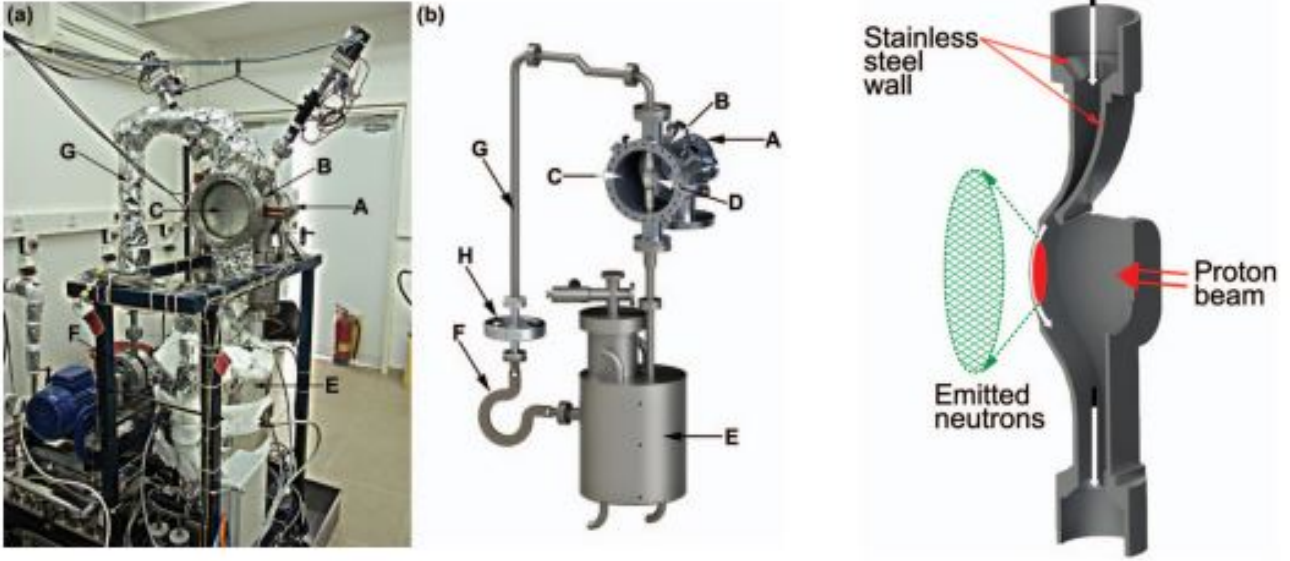 (a)
I
G
B
C
A
F
E
(b)
B
A
G
C
D
H
F
E
Stainless
steel
wall
Proton
beam
Emitted
neutrons